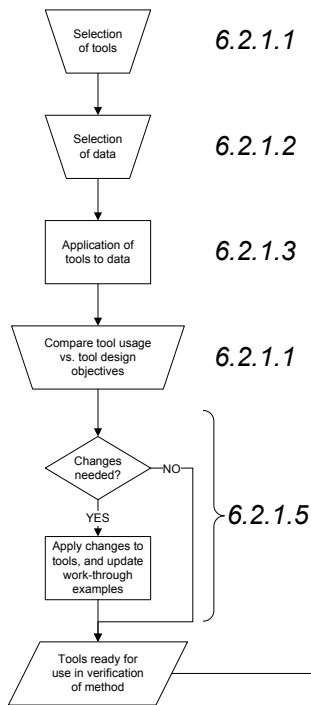 Selection
of tools
6.2.1.1
Selection
of data
6.2.1.2
Application of
tools to data
6.2.1.3
Compare tool usage
vs. tool design
objectives
6.2.1.1
Changes
needed?
NO
YES
6.2.1.5
Apply changes to
tools, and update
work-through
examples
Tools ready for
use in verification
of method